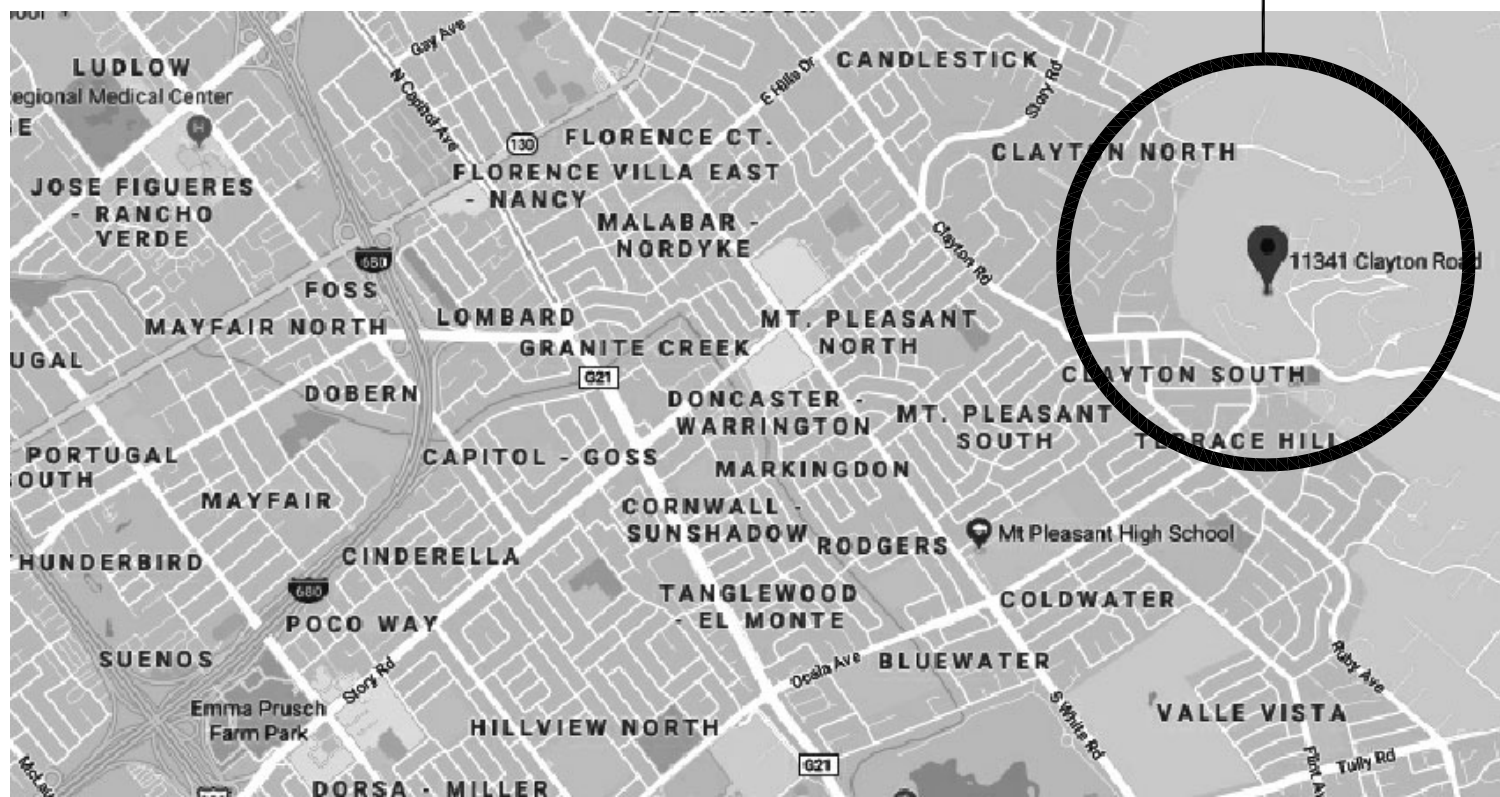 LUDLOW
egional Medical Center
H
JOSE FIGUERES
- RANCHO
VERDE
Gay Ave
N Capitol Ave
E Hills Dr
CANDLESTICK
Story Rd
130
FLORENCE CT.
FLORENCE VILLA EAST
- NANCY
MALABAR -
NORDYKE
CLAYTON NORTH
Clayton Rd
11341 Clayton Road
680
FOSS
MAYFAIR NORTH
LOMBARD
GRANITE CREEK
MT. PLEASANT
NORTH
UGAL
G21
DOBERN
DONCASTER -
WARRINGTON
CLAYTON SOUTH
MT. PLEASANT
SOUTH
TERRACE HILL
PORTUGAL
OUTH
CAPITOL - GOSS
MARKINGDON
MAYFAIR
CORNWALL -
SUNSHADOW
RODGERS
Mt Pleasant High School
HUNDERBIRD
CINDERELLA
680
TANGLEWOOD
- EL MONTE
COLDWATER
POCO WAY
SUENOS
Story Rd
Ocala Ave
BLUEWATER
Ruby Ave
Emma Prusch
Farm Park
HILLVIEW NORTH
S White Rd
VALLE VISTA
G21
Flint Av
Tully Rd
DORSA - MILLER